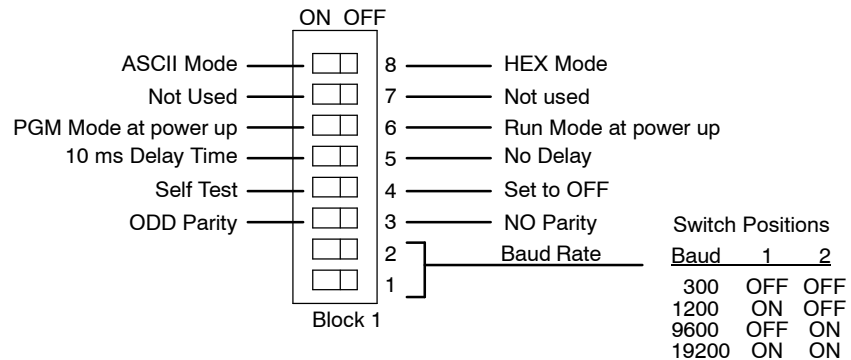 ON OFF
ASCII Mode 8 HEX Mode
Not Used 7 Not used
PGM Mode at power up 6 Run Mode at power up
10 ms Delay Time 5 No Delay
Self Test 4 Set to OFF
ODD Parity 3 NO Parity
2 Baud Rate
1
Block 1
Switch Positions
Baud 1 2
300 OFF OFF
1200 ON OFF
9600 OFF ON
19200 ON ON